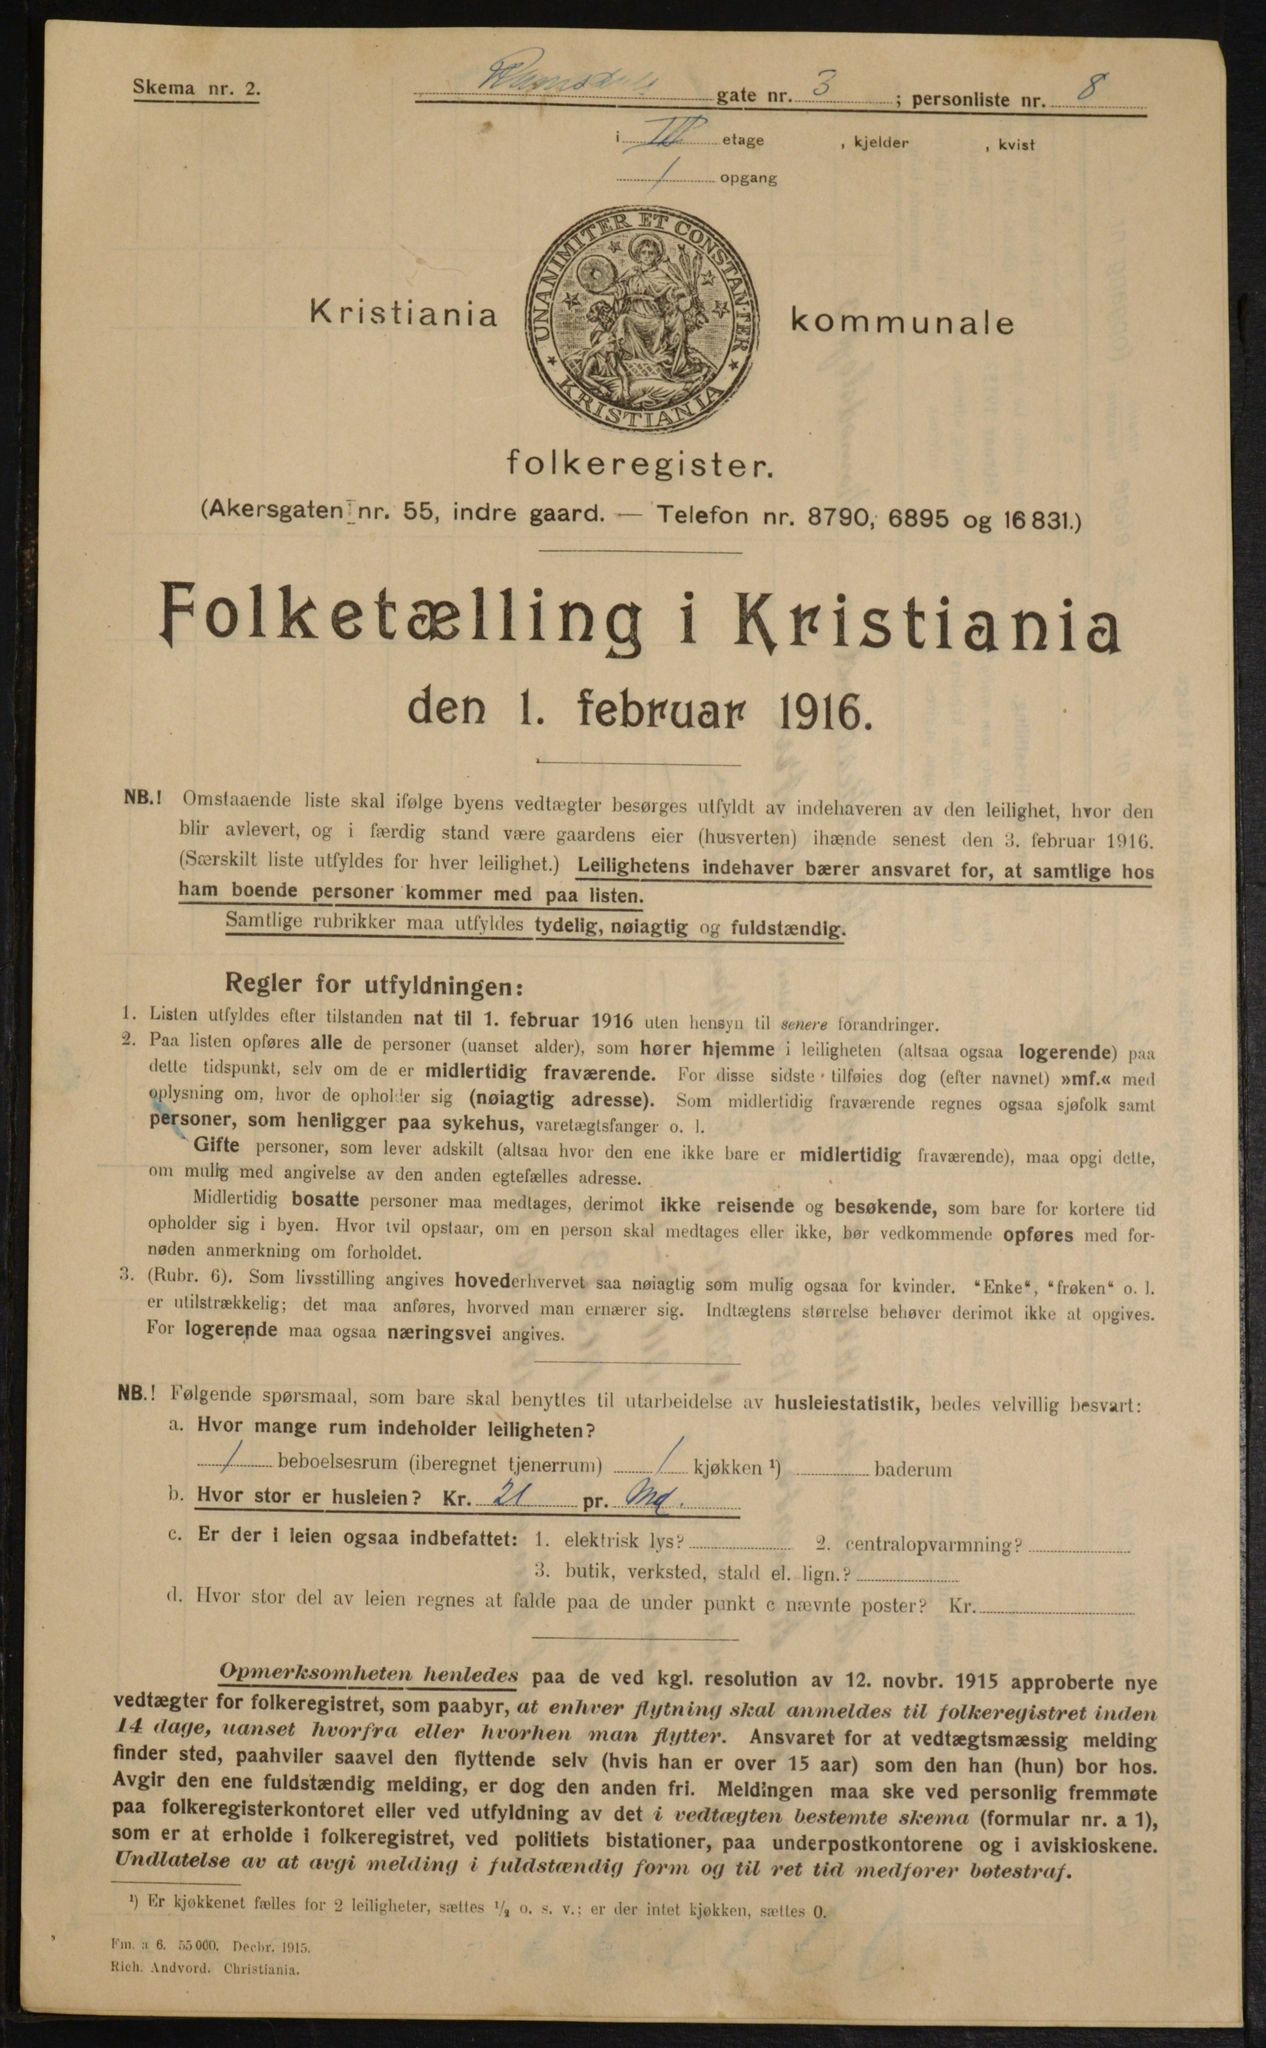 Skema nr. 2.
gate nr. 3 ; personliste nr. 8
i III etage , kjelder , kvist
1 opgang
UNANIMITER ET CONSTANTER
KRISTIANIA
Kristiania kommunale
folkeregister.
(Akersgaten nr. 55, indre gaard. — Telefon nr. 8790, 6895 og 16831.)
Folketælling i Kristiania
den 1. februar 1916.
NB.! Omstaaende liste skal ifølge byens vedtægter besørges utfyldt av indehaveren av den leilighet, hvor den
blir avlevert, og i færdig stand være gaardens eier (husverten) ihænde senest den 3. februar 1916.
(Særskilt liste utfyldes for hver leilighet.) Leilighetens indehaver bærer ansvaret for, at samtlige hos
ham boende personer kommer med paa listen.
Samtlige rubrikker maa utfyldes tydelig, nøiagtig og fuldstændig.
Regler for utfyldningen:
1. Listen utfyldes efter tilstanden nat til 1. februar 1916 uten hensyn til senere forandringer.
2. Paa listen opføres alle de personer (uanset alder), som hører hjemme i leiligheten (altsaa ogsaa logerende) paa
dette tidspunkt, selv om de er midlertidig fraværende. For disse sidste tilføies dog (efter navnet) »mf.« med
oplysning om, hvor de opholder sig (nøiagtig adresse). Som midlertidig fraværende regnes ogsaa sjøfolk samt
personer, som henligger paa sykehus, varetægtsfanger o. l.
Gifte personer, som lever adskilt (altsaa hvor den ene ikke bare er midlertidig fraværende), maa opgi dette,
om mulig med angivelse av den anden egtefælles adresse.
Midlertidig bosatte personer maa medtages, derimot ikke reisende og besøkende, som bare for kortere tid
opholder sig i byen. Hvor tvil opstaar, om en person skal medtages eller ikke, bør vedkommende opføres med for-
nøden anmerkning om forholdet.
3. (Rubr. 6). Som livsstilling angives hovederhvervet saa nøiagtig som mulig ogsaa for kvinder. "Enke", "frøken" o. l.
er utilstrækkelig; det maa anføres, hvorved man ernærer sig. Indtægtens størrelse behøver derimot ikke at opgives.
For logerende maa ogsaa næringsvei angives.
NB.! Følgende spørsmaal, som bare skal benyttes til utarbeidelse av husleiestatistik, bedes velvillig besvart:
a. Hvor mange rum indeholder leiligheten?
1 beboelsesrum (iberegnet tjenerrum) 1 kjøkken ¹) baderum
b. Hvor stor er husleien? Kr. 21 pr. Md.
c. Er der i leien ogsaa indbefattet: 1. elektrisk lys? 2. centralopvarmning?
3. butik, verksted, stald el. lign.?
d. Hvor stor del av leien regnes at falde paa de under punkt c nævnte poster? Kr.
Opmerksomheten henledes paa de ved kgl. resolution av 12. novbr. 1915 approberte nye
vedtægter for folkeregistret, som paabyr, at enhver flytning skal anmeldes til folkeregistret inden
14 dage, uanset hvorfra eller hvorhen man flytter. Ansvaret for at vedtægtsmæssig melding
finder sted, paahviler saavel den flyttende selv (hvis han er over 15 aar) som den han (hun) bor hos.
Avgir den ene fuldstændig melding, er dog den anden fri. Meldingen maa ske ved personlig fremmøte
paa folkeregisterkontoret eller ved utfyldning av det i vedtægten bestemte skema (formular nr. a 1),
som er at erholde i folkeregistret, ved politiets bistationer, paa underpostkontorene og i aviskioskene.
Undlatelse av at avgi melding i fuldstændig form og til ret tid medfører bøtestraf.
¹) Er kjøkkenet fælles for 2 leiligheter, sættes ½ o. s. v.; er der intet kjøkken, sættes 0.
Fm. a 6. 55000. Decbr. 1915.
Rich. Andvord. Christiania.